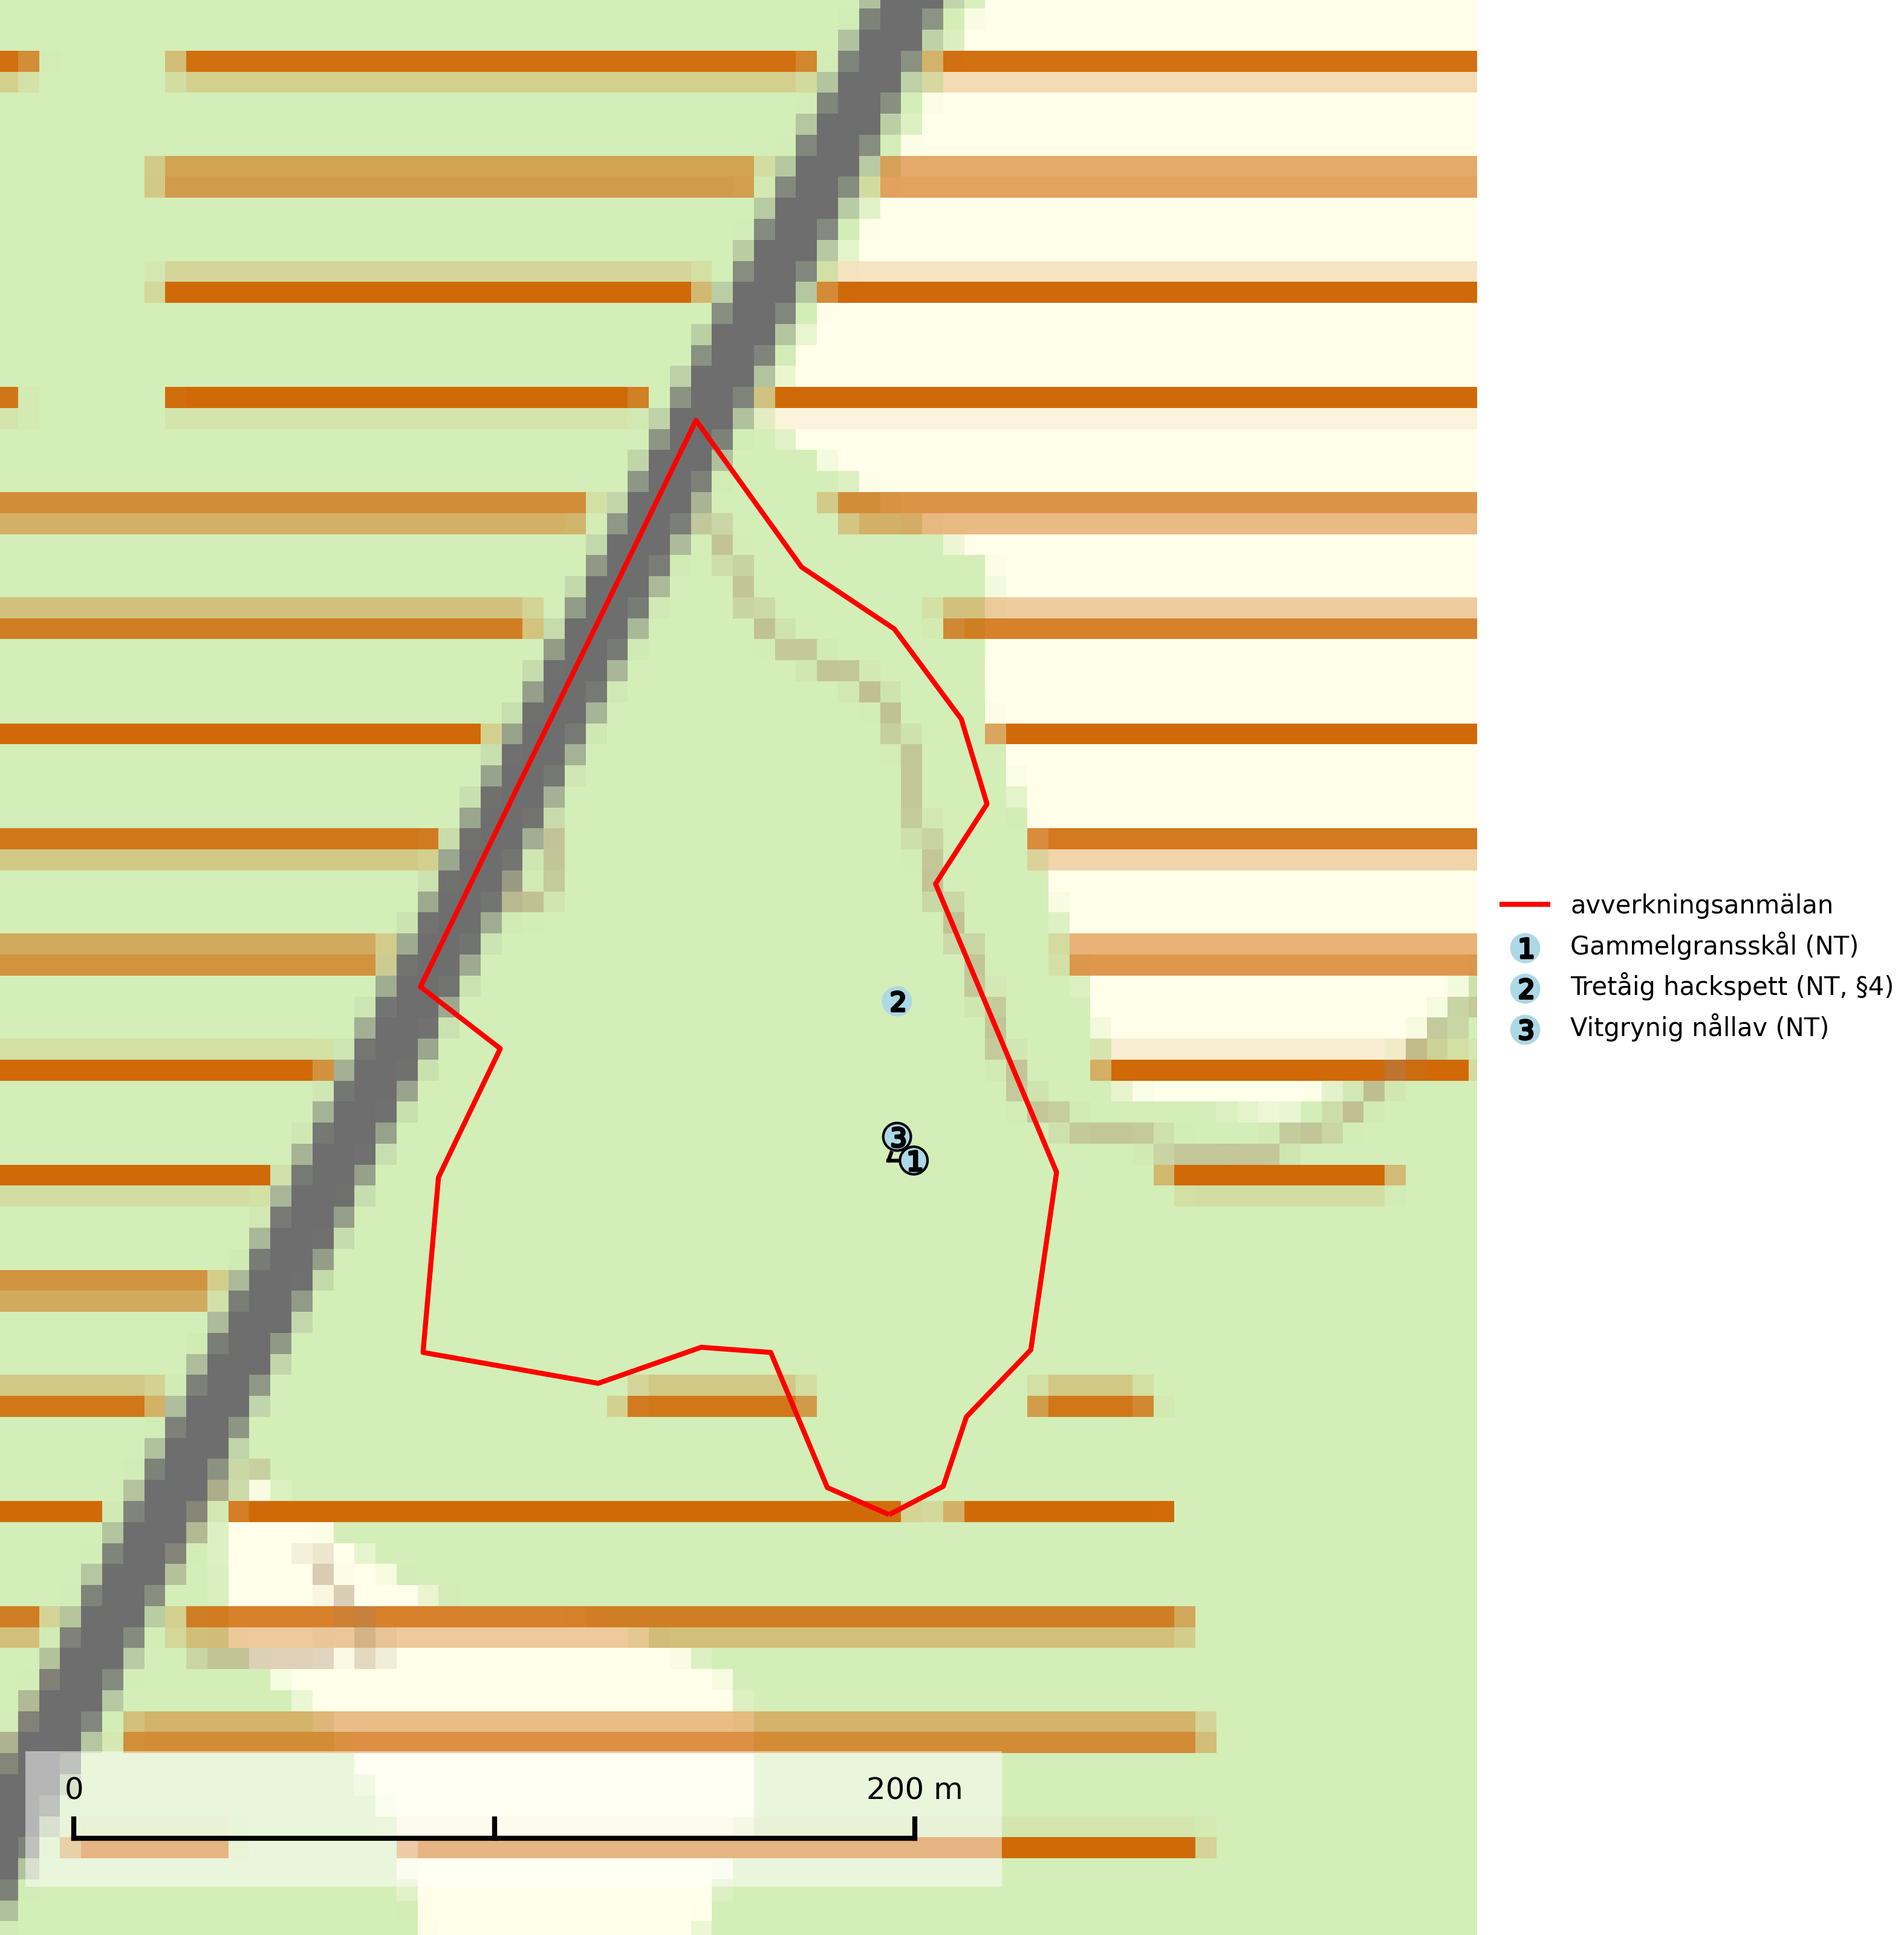 avverkningsanmälan
1 Gammelgransskål (NT)
2 Tretåig hackspett (NT, §4)
3 Vitgrynig nållav (NT)
2
3
1
0 200 m